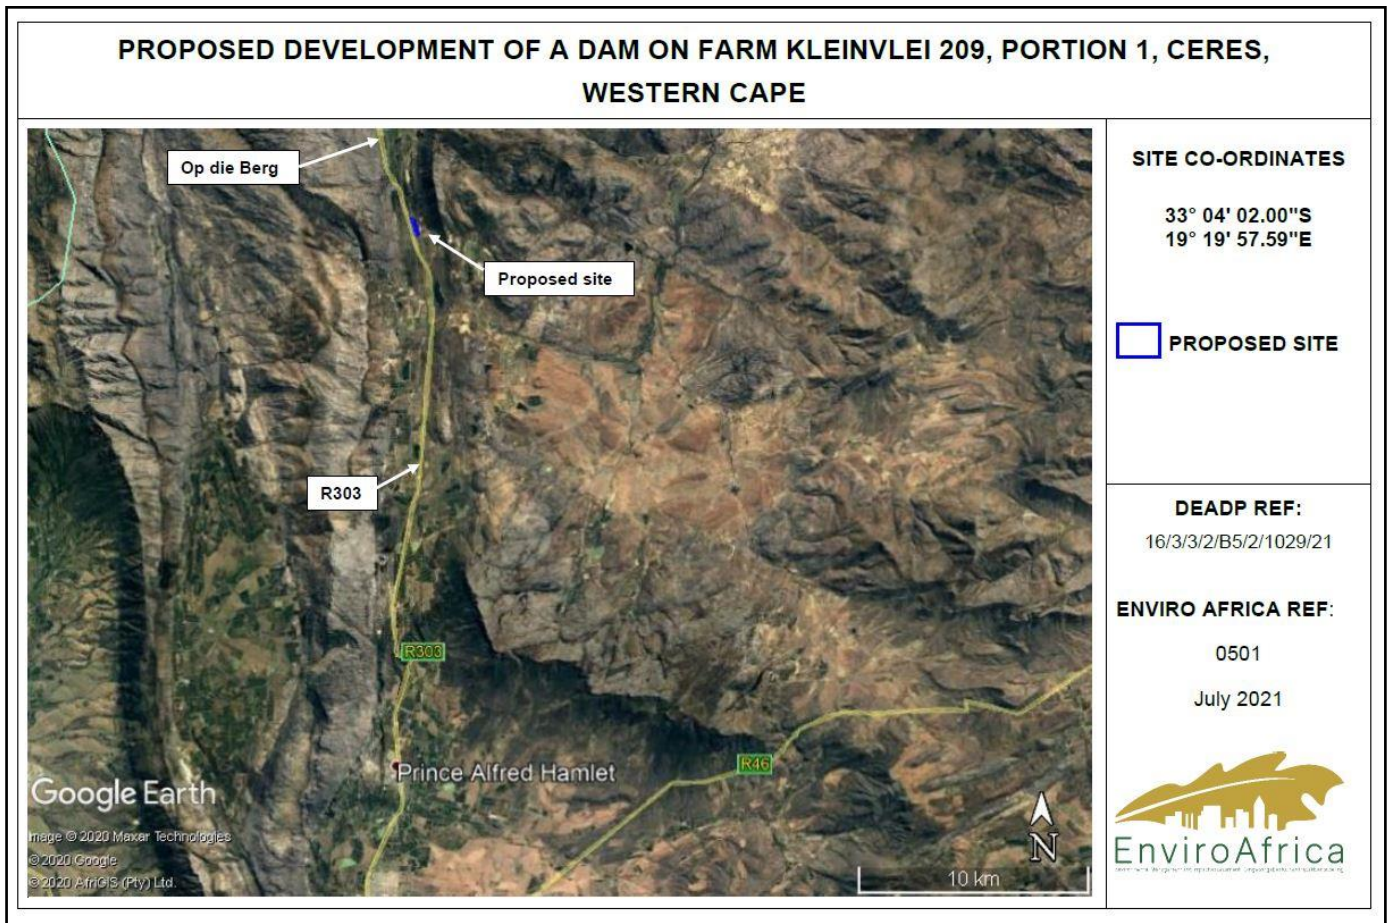 PROPOSED DEVELOPMENT OF A DAM ON FARM KLEINVLEI 209, PORTION 1, CERES,
WESTERN CAPE
Op die Berg
Proposed site
R303
R303
Prince Alfred Hamlet
R46
Google Earth
Image © 2020 Maxar Technologies
© 2020 Google
© 2020 AfriGIS (Pty) Ltd.
N
10 km
SITE CO-ORDINATES
33° 04' 02.00"S
19° 19' 57.59"E
PROPOSED SITE
DEADP REF:
16/3/3/2/B5/2/1029/21
ENVIRO AFRICA REF:
0501
July 2021
EnviroAfrica